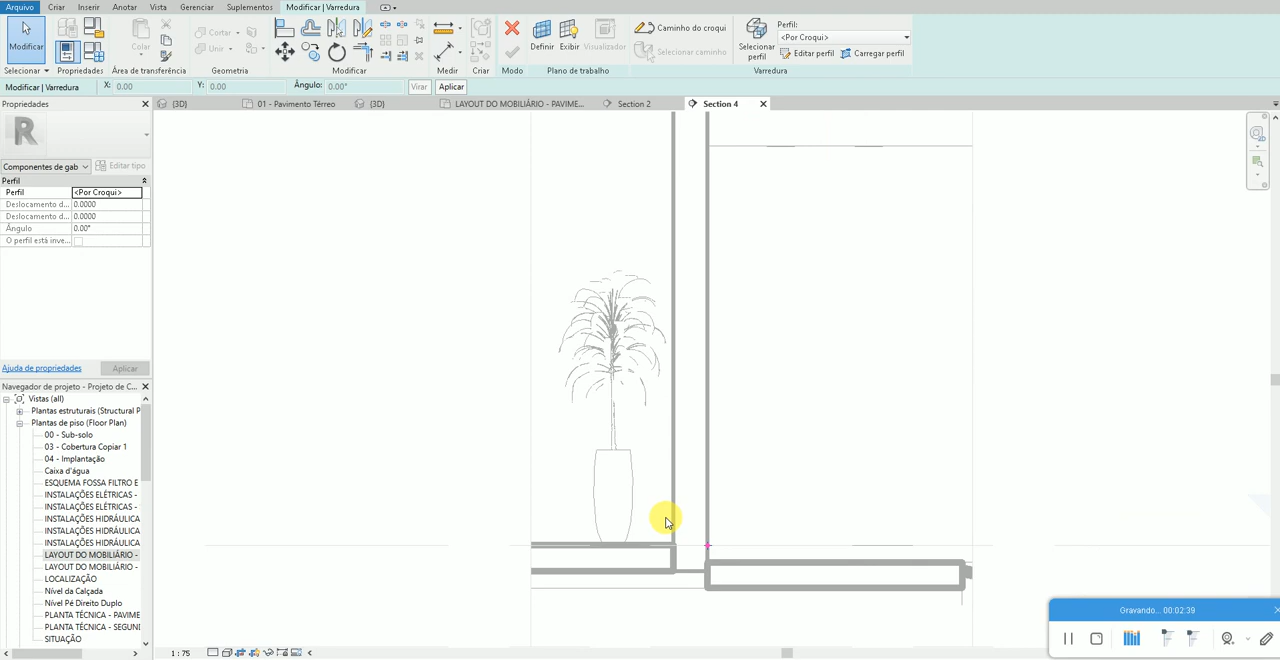 Arquivo Criar Inserir Anotar Vista Gerenciar Suplementos Modificar | Varredura
Modificar
Colar
Cortar
Unir
Definir Exibir Visualizador
Caminho do croqui
Selecionar caminho
Selecionar
perfil
Perfil:
<Por Croqui>
Editar perfil Carregar perfil
Selecionar Propriedades Área de transferência Geometria Modificar Medir Criar Modo Plano de trabalho Varredura
Modificar | Varredura X: 0.00 Y: 0.00 Ângulo: 0.00° Virar Aplicar
Propriedades
{3D} 01 - Pavimento Térreo {3D} LAYOUT DO MOBILIÁRIO - PAVIME... Section 2 Section 4
R
Componentes de gab Editar tipo
Perfil
Perfil <Por Croqui>
Deslocamento d... 0.0000
Deslocamento d... 0.0000
Ângulo 0.00°
O perfil está inve...
Ajuda de propriedades Aplicar
Navegador de projeto - Projeto de C...
Vistas (all)
Plantas estruturais (Structural P
Plantas de piso (Floor Plan)
00 - Sub-solo
03 - Cobertura Copiar 1
04 - Implantação
Caixa d'água
ESQUEMA FOSSA FILTRO E
INSTALAÇÕES ELÉTRICAS -
INSTALAÇÕES ELÉTRICAS -
INSTALAÇÕES HIDRÁULICA
INSTALAÇÕES HIDRÁULICA
INSTALAÇÕES HIDRÁULICA
LAYOUT DO MOBILIÁRIO -
LAYOUT DO MOBILIÁRIO -
LOCALIZAÇÃO
Nível da Calçada
Nível Pé Direito Duplo
PLANTA TÉCNICA - PAVIME
PLANTA TÉCNICA - SEGUND
SITUAÇÃO
1 : 75
Gravando... 00:02:39